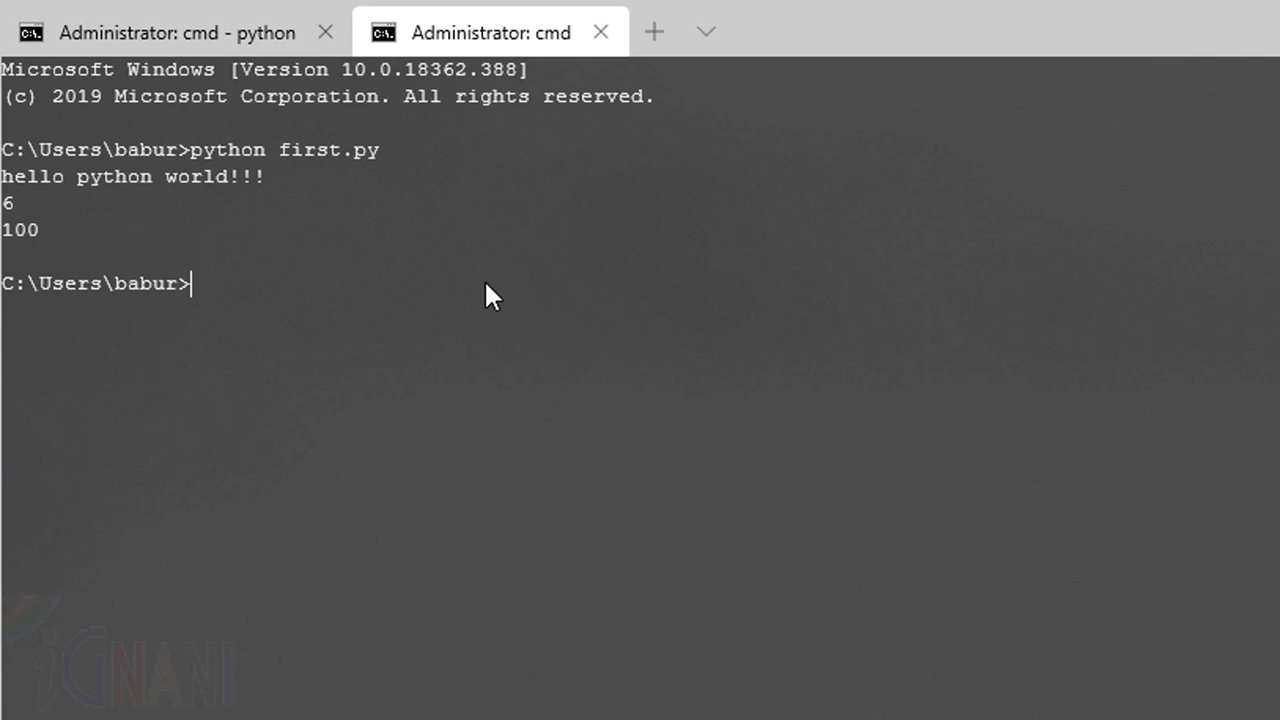 Administrator: cmd - python
Administrator: cmd
Microsoft Windows [Version 10.0.18362.388]
(c) 2019 Microsoft Corporation. All rights reserved.
C:\Users\babur>python first.py
hello python world!!!
6
100
C:\Users\babur>
iGNANI